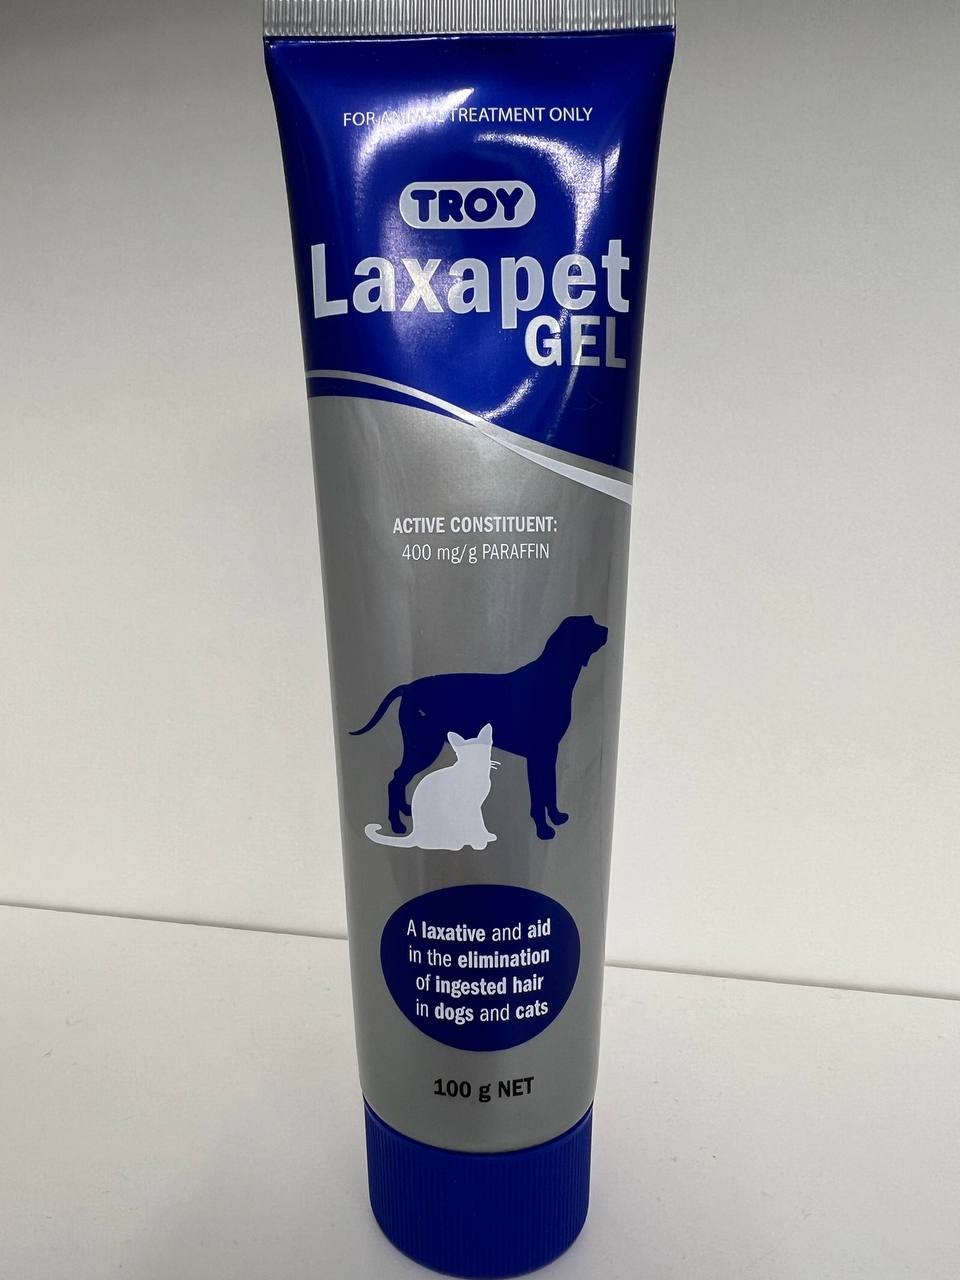 FOR ANIMAL TREATMENT ONLY
TROY
Laxapet
GEL
ACTIVE CONSTITUENT:
400 mg/g PARAFFIN
A laxative and aid
in the elimination
of ingested hair
in dogs and cats
100 g NET